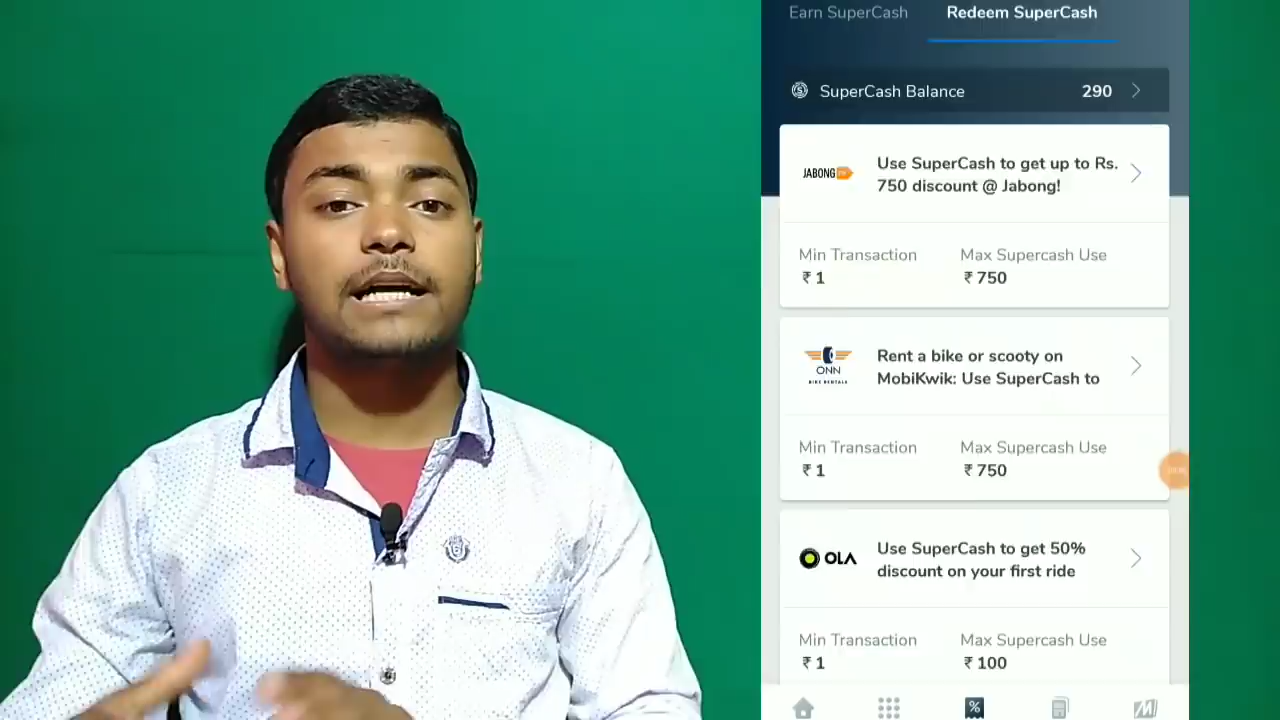 Earn SuperCash
Redeem SuperCash
SuperCash Balance
290
JABONG
Use SuperCash to get up to Rs.
750 discount @ Jabong!
Min Transaction
Max Supercash Use
₹ 1
₹ 750
ONN
BIKE RENTALS
Rent a bike or scooty on
MobiKwik: Use SuperCash to
Min Transaction
Max Supercash Use
₹ 1
₹ 750
OLA
Use SuperCash to get 50%
discount on your first ride
Min Transaction
Max Supercash Use
₹ 1
₹ 100